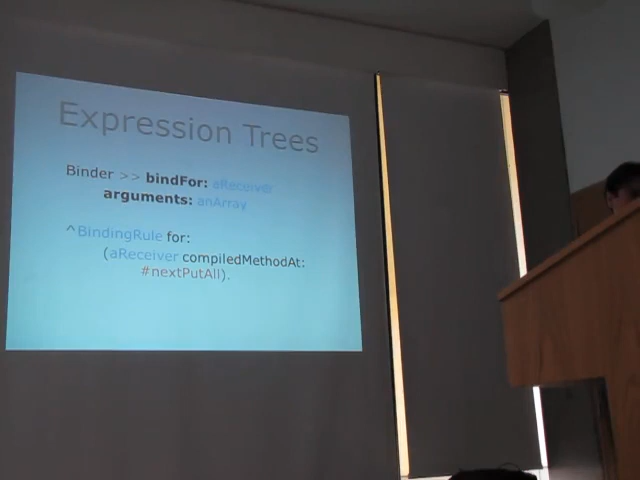 Expression Trees
Binder >> bindFor: aReceiver
arguments: anArray
^BindingRule for:
(aReceiver compiledMethodAt:
#nextPutAll).